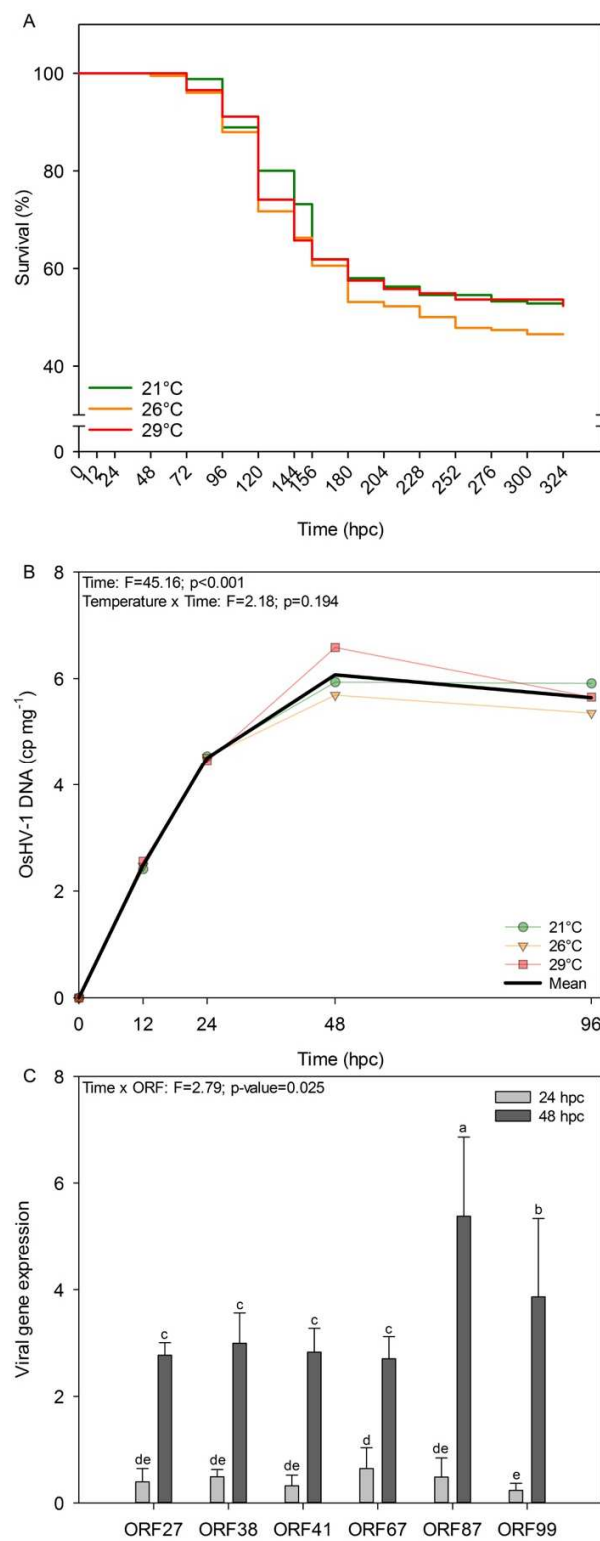 A
100
80
60
40
0
Survival (%)
21°C
26°C
29°C
0 12 24 48 72 96 120 144 156 180 204 228 252 276 300 324
Time (hpc)
B
8
6
4
2
0
OsHV-1 DNA (cp mg-1)
Time: F=45.16; p<0.001
Temperature x Time: F=2.18; p=0.194
21°C
26°C
29°C
Mean
0 12 24 48 96
Time (hpc)
C
8
6
4
2
0
Viral gene expression
Time x ORF: F=2.79; p-value=0.025
24 hpc
48 hpc
de c de c de c d c de a e b
ORF27 ORF38 ORF41 ORF67 ORF87 ORF99